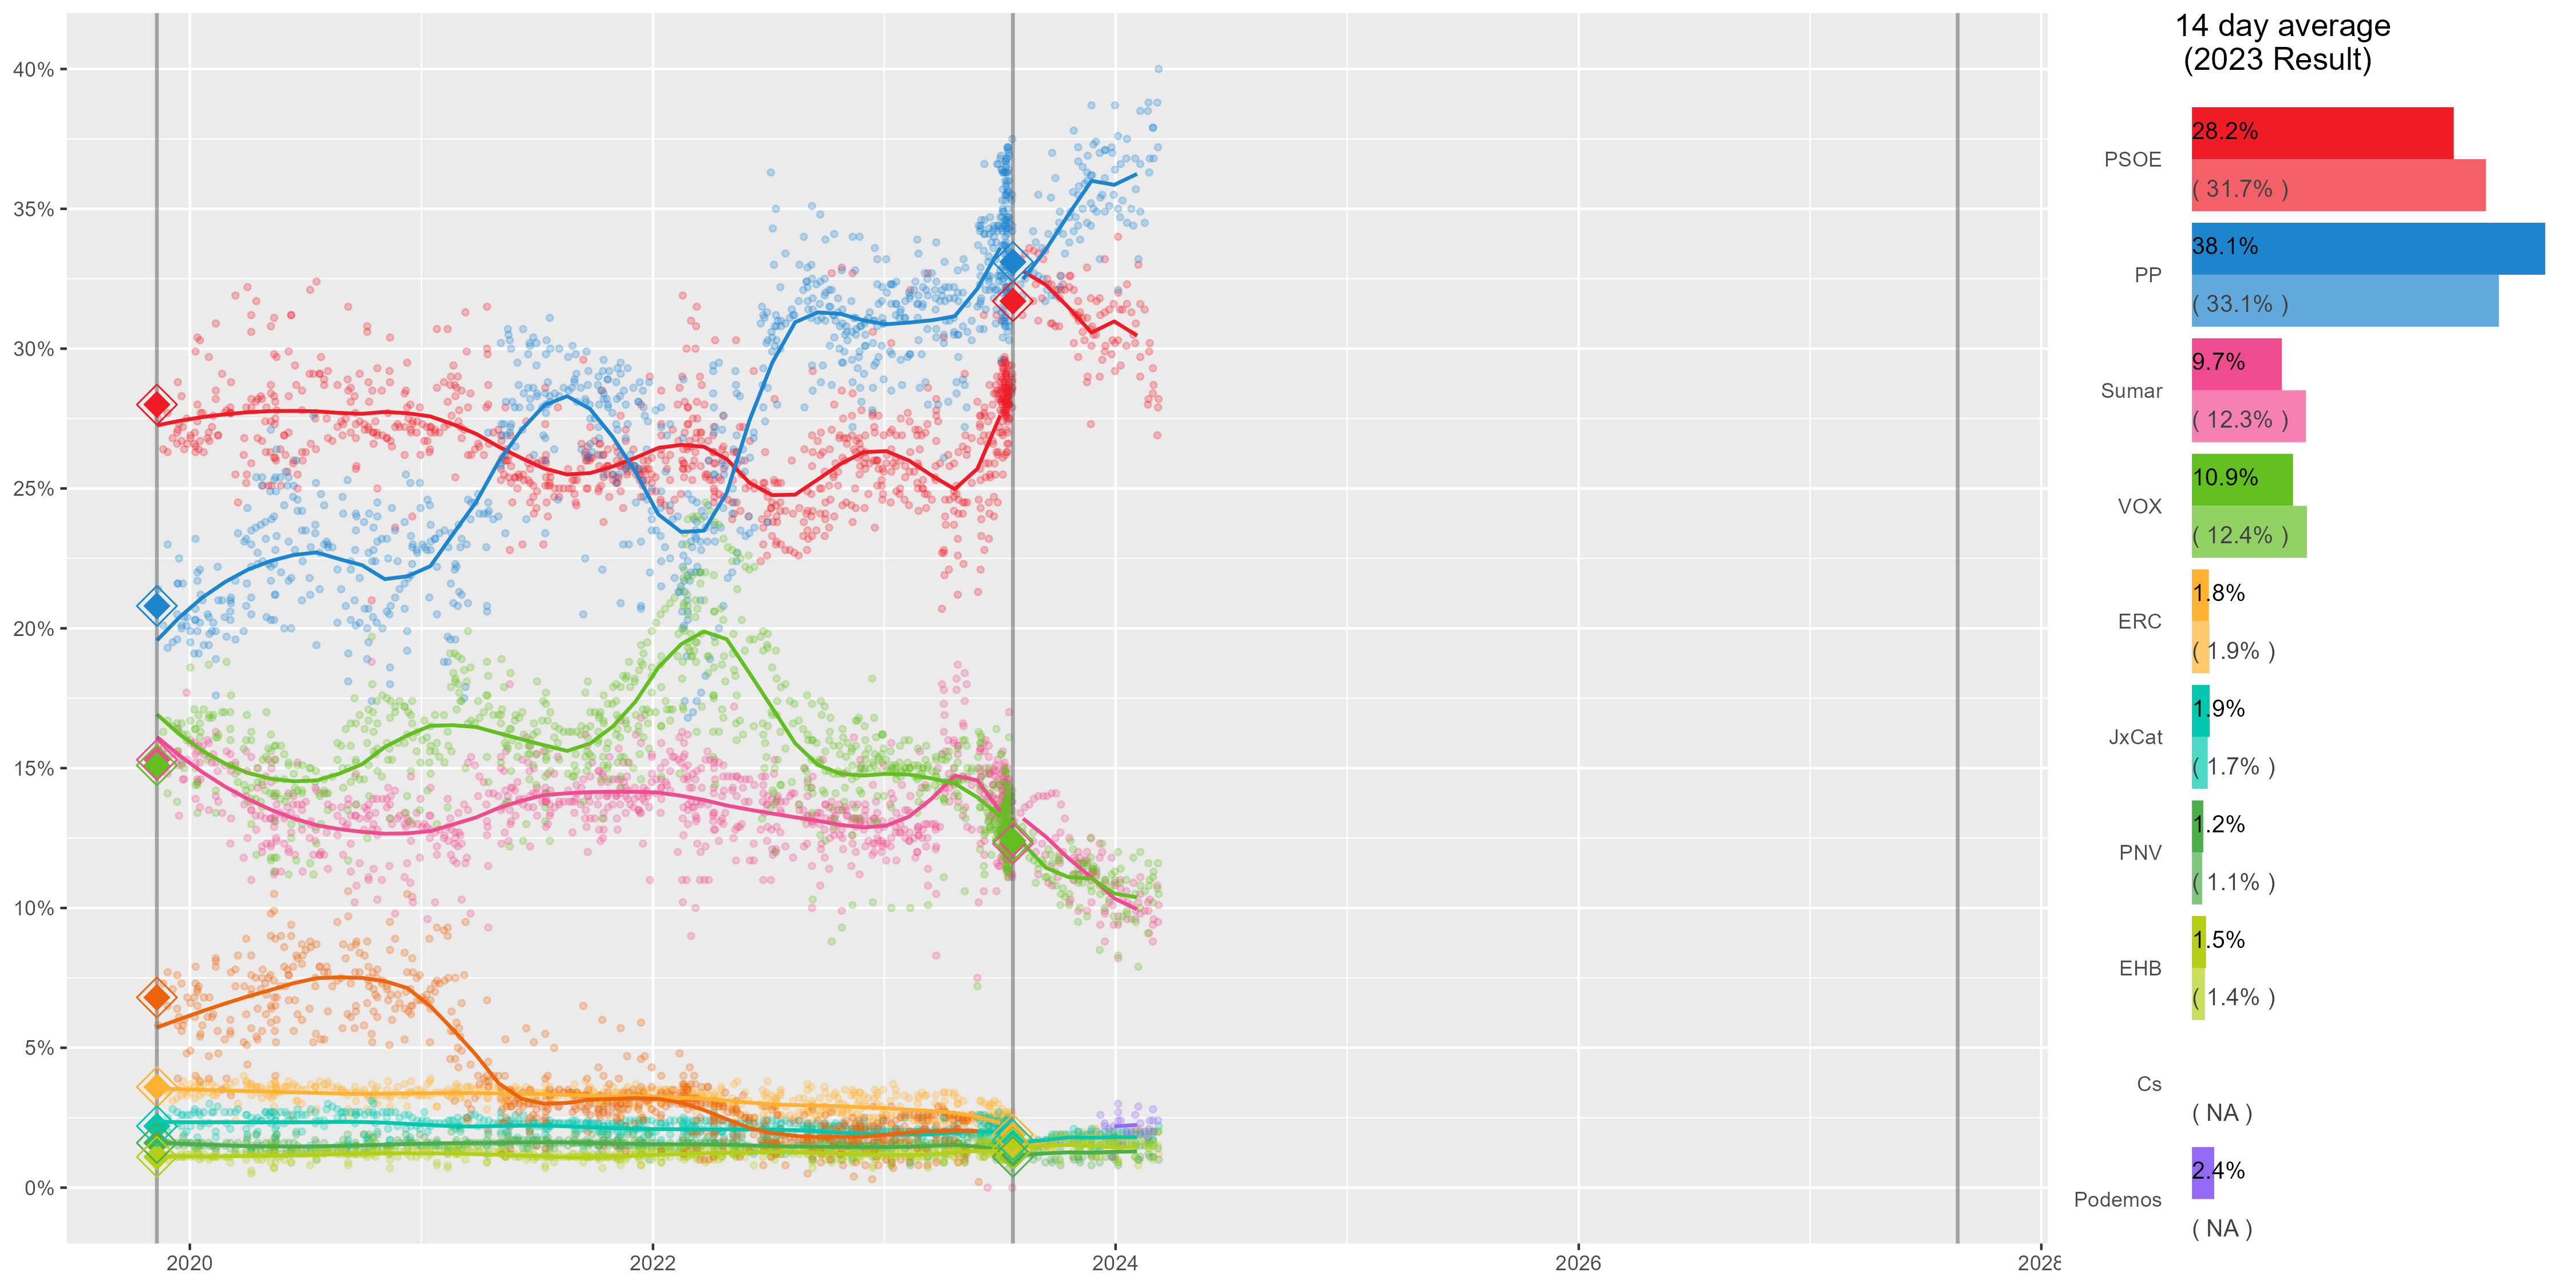 14 day average
(2023 Result)
40%
35%
30%
25%
20%
15%
10%
5%
0%
2020
2022
2024
2026
2028
PSOE
28.2%
( 31.7% )
PP
38.1%
( 33.1% )
Sumar
9.7%
( 12.3% )
VOX
10.9%
( 12.4% )
ERC
1.8%
( 1.9% )
JxCat
1.9%
( 1.7% )
PNV
1.2%
( 1.1% )
EHB
1.5%
( 1.4% )
Cs
( NA )
Podemos
2.4%
( NA )